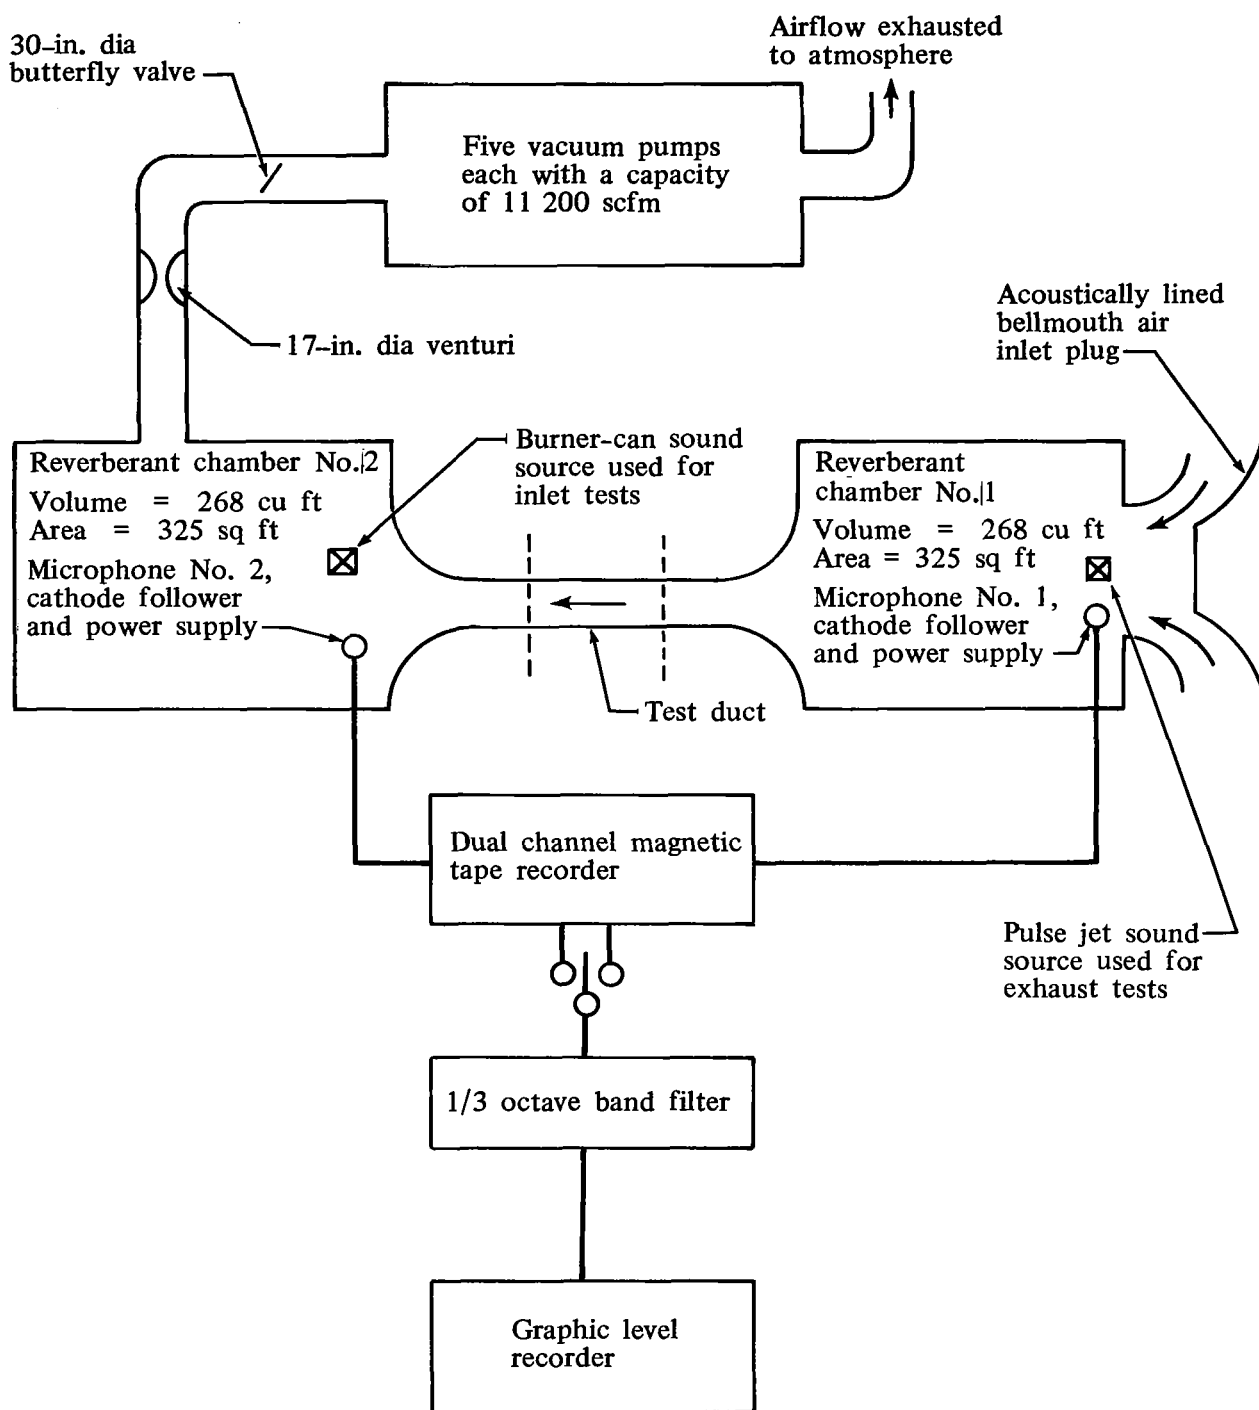 30-in. dia
butterfly valve
Airflow exhausted
to atmosphere
Five vacuum pumps
each with a capacity
of 11 200 scfm
17-in. dia venturi
Acoustically lined
bellmouth air
inlet plug
Reverberant chamber No. 2
Volume = 268 cu ft
Area = 325 sq ft
Microphone No. 2,
cathode follower
and power supply
Burner-can sound
source used for
inlet tests
Reverberant
chamber No. 1
Volume = 268 cu ft
Area = 325 sq ft
Microphone No. 1,
cathode follower
and power supply
Test duct
Dual channel magnetic
tape recorder
Pulse jet sound
source used for
exhaust tests
1/3 octave band filter
Graphic level
recorder